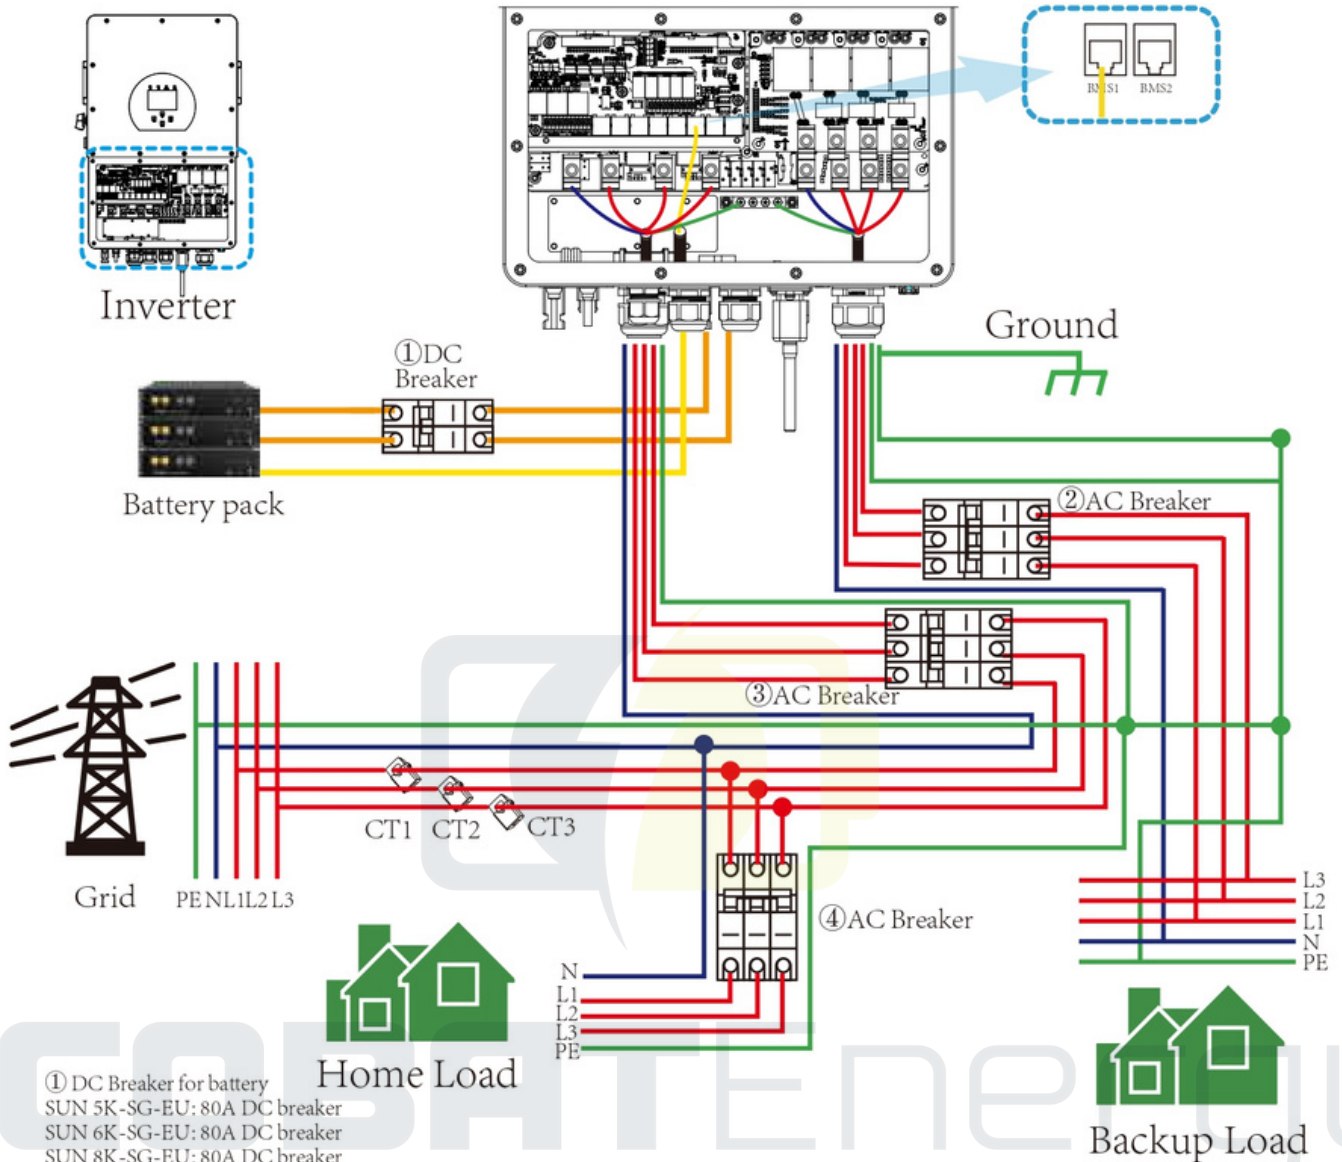 BMS1 BMS2
Inverter
Ground
①DC
Breaker
Battery pack
②AC Breaker
③AC Breaker
CT1 CT2 CT3
Grid
PE N L1 L2 L3
④AC Breaker
L3
L2
L1
N
PE
N
L1
L2
L3
PE
Home Load
Backup Load
① DC Breaker for battery
SUN 5K-SG-EU: 80A DC breaker
SUN 6K-SG-EU: 80A DC breaker
SUN 8K-SG-EU: 80A DC breaker